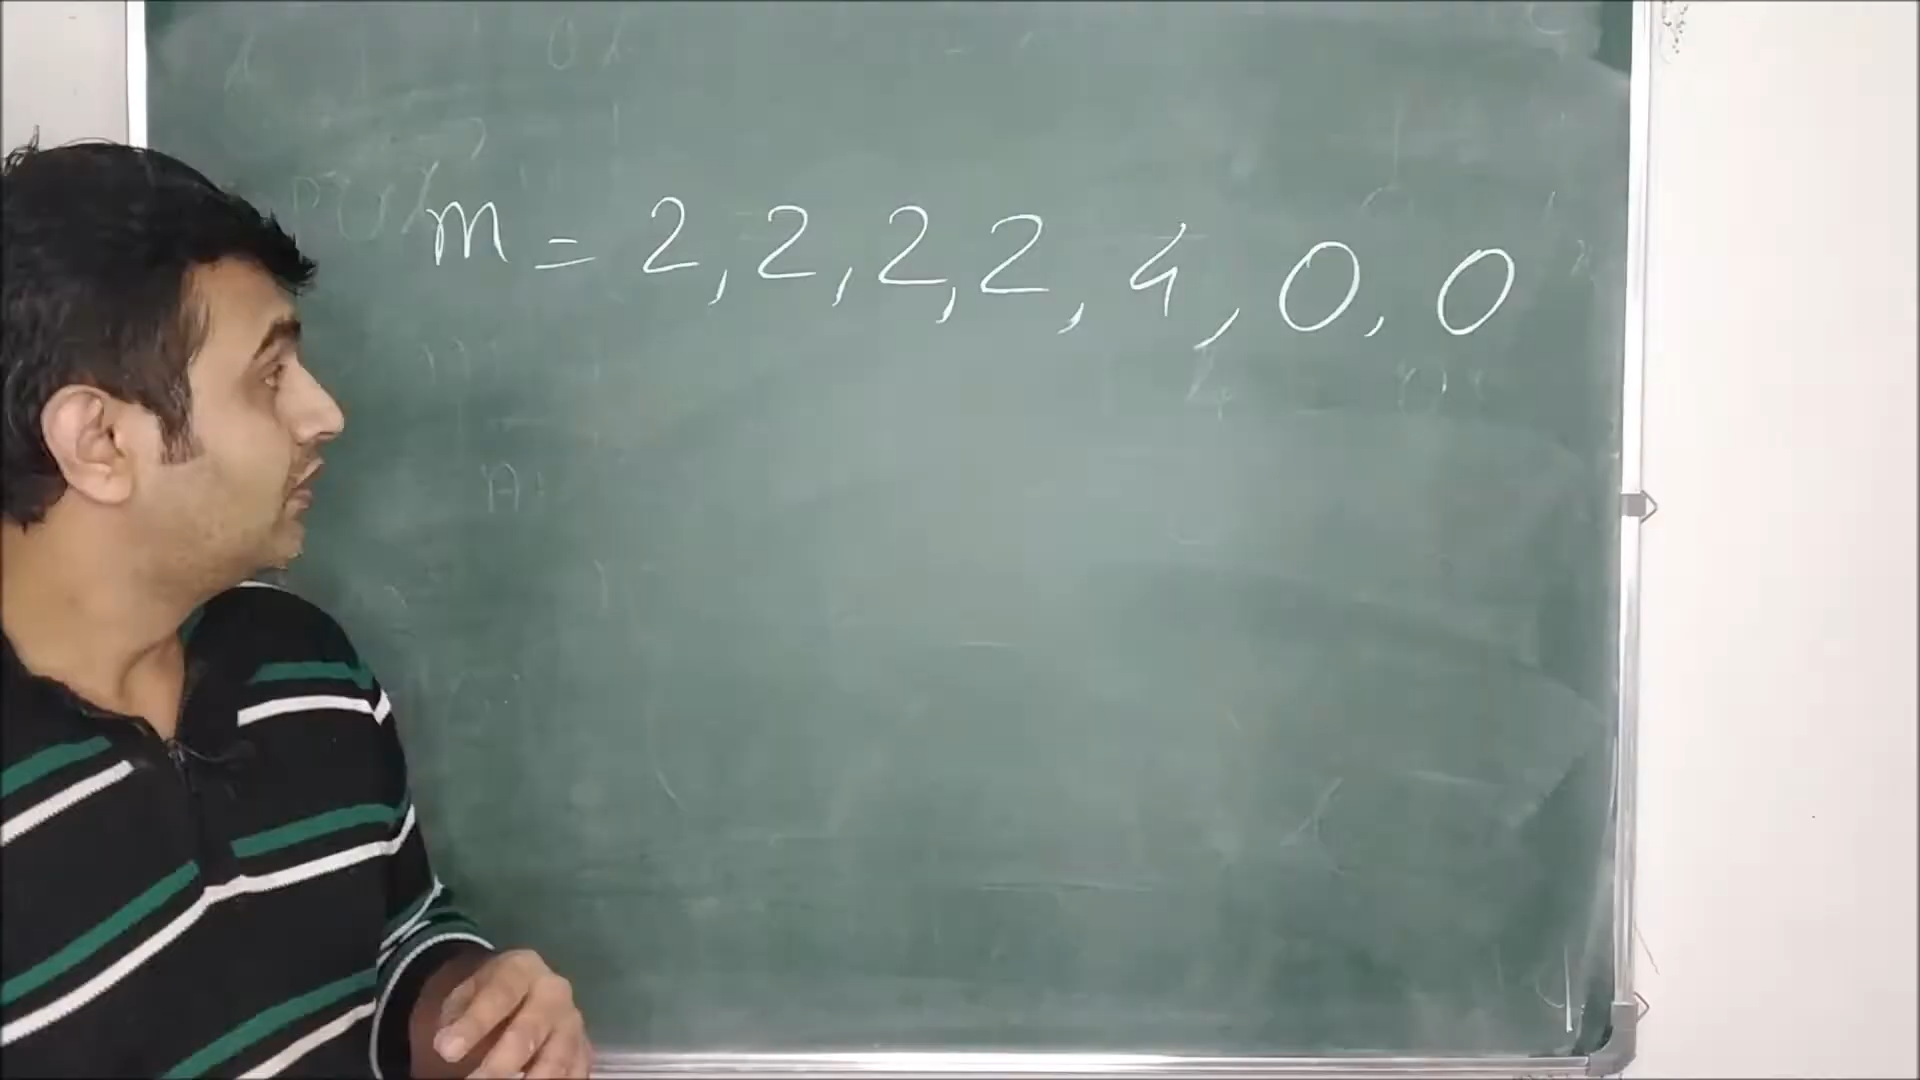 m = 2, 2, 2, 2, 4, 0, 0